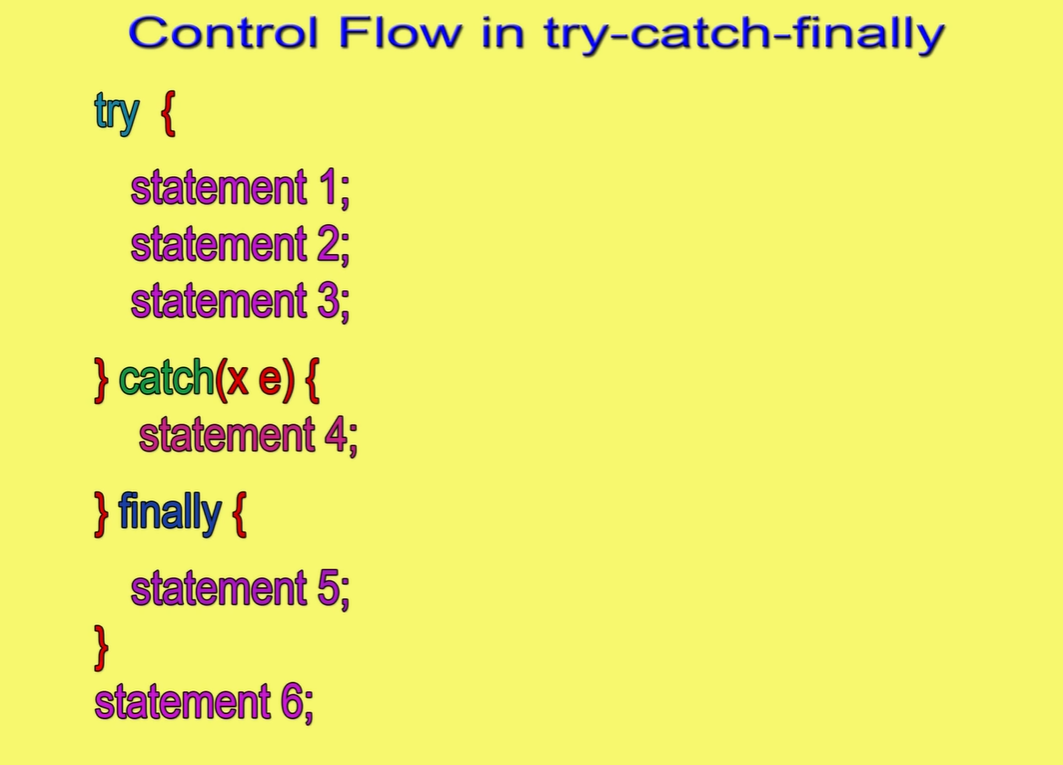 Control Flow in try-catch-finally
try {
statement 1;
statement 2;
statement 3;
} catch(x e) {
statement 4;
} finally {
statement 5;
}
statement 6;